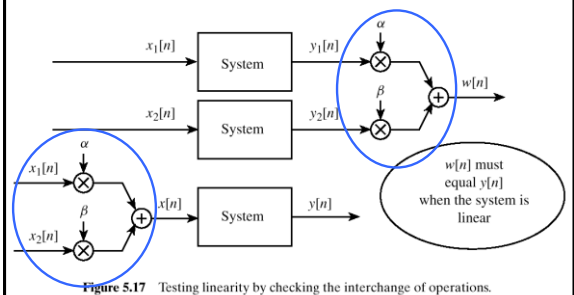 x₁[n] System y₁[n] α
w[n]
x₂[n] System y₂[n] β
x₁[n] α
x₂[n] β
x[n] System y[n]
w[n] must
equal y[n]
when the system is
linear
Figure 5.17 Testing linearity by checking the interchange of operations.